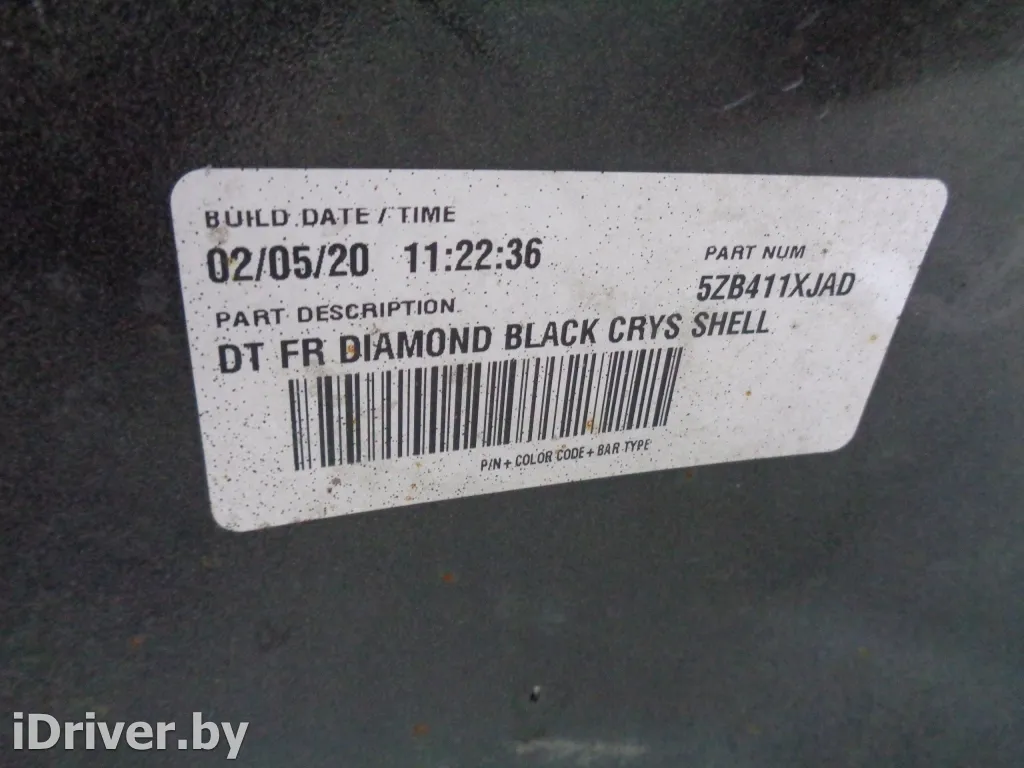 BUILD DATE / TIME
02/05/20 11:22:36
PART NUM
5ZB411XJAD
PART DESCRIPTION
DT FR DIAMOND BLACK CRYS SHELL
P/N + COLOR CODE + BAR TYPE
iDriver.by